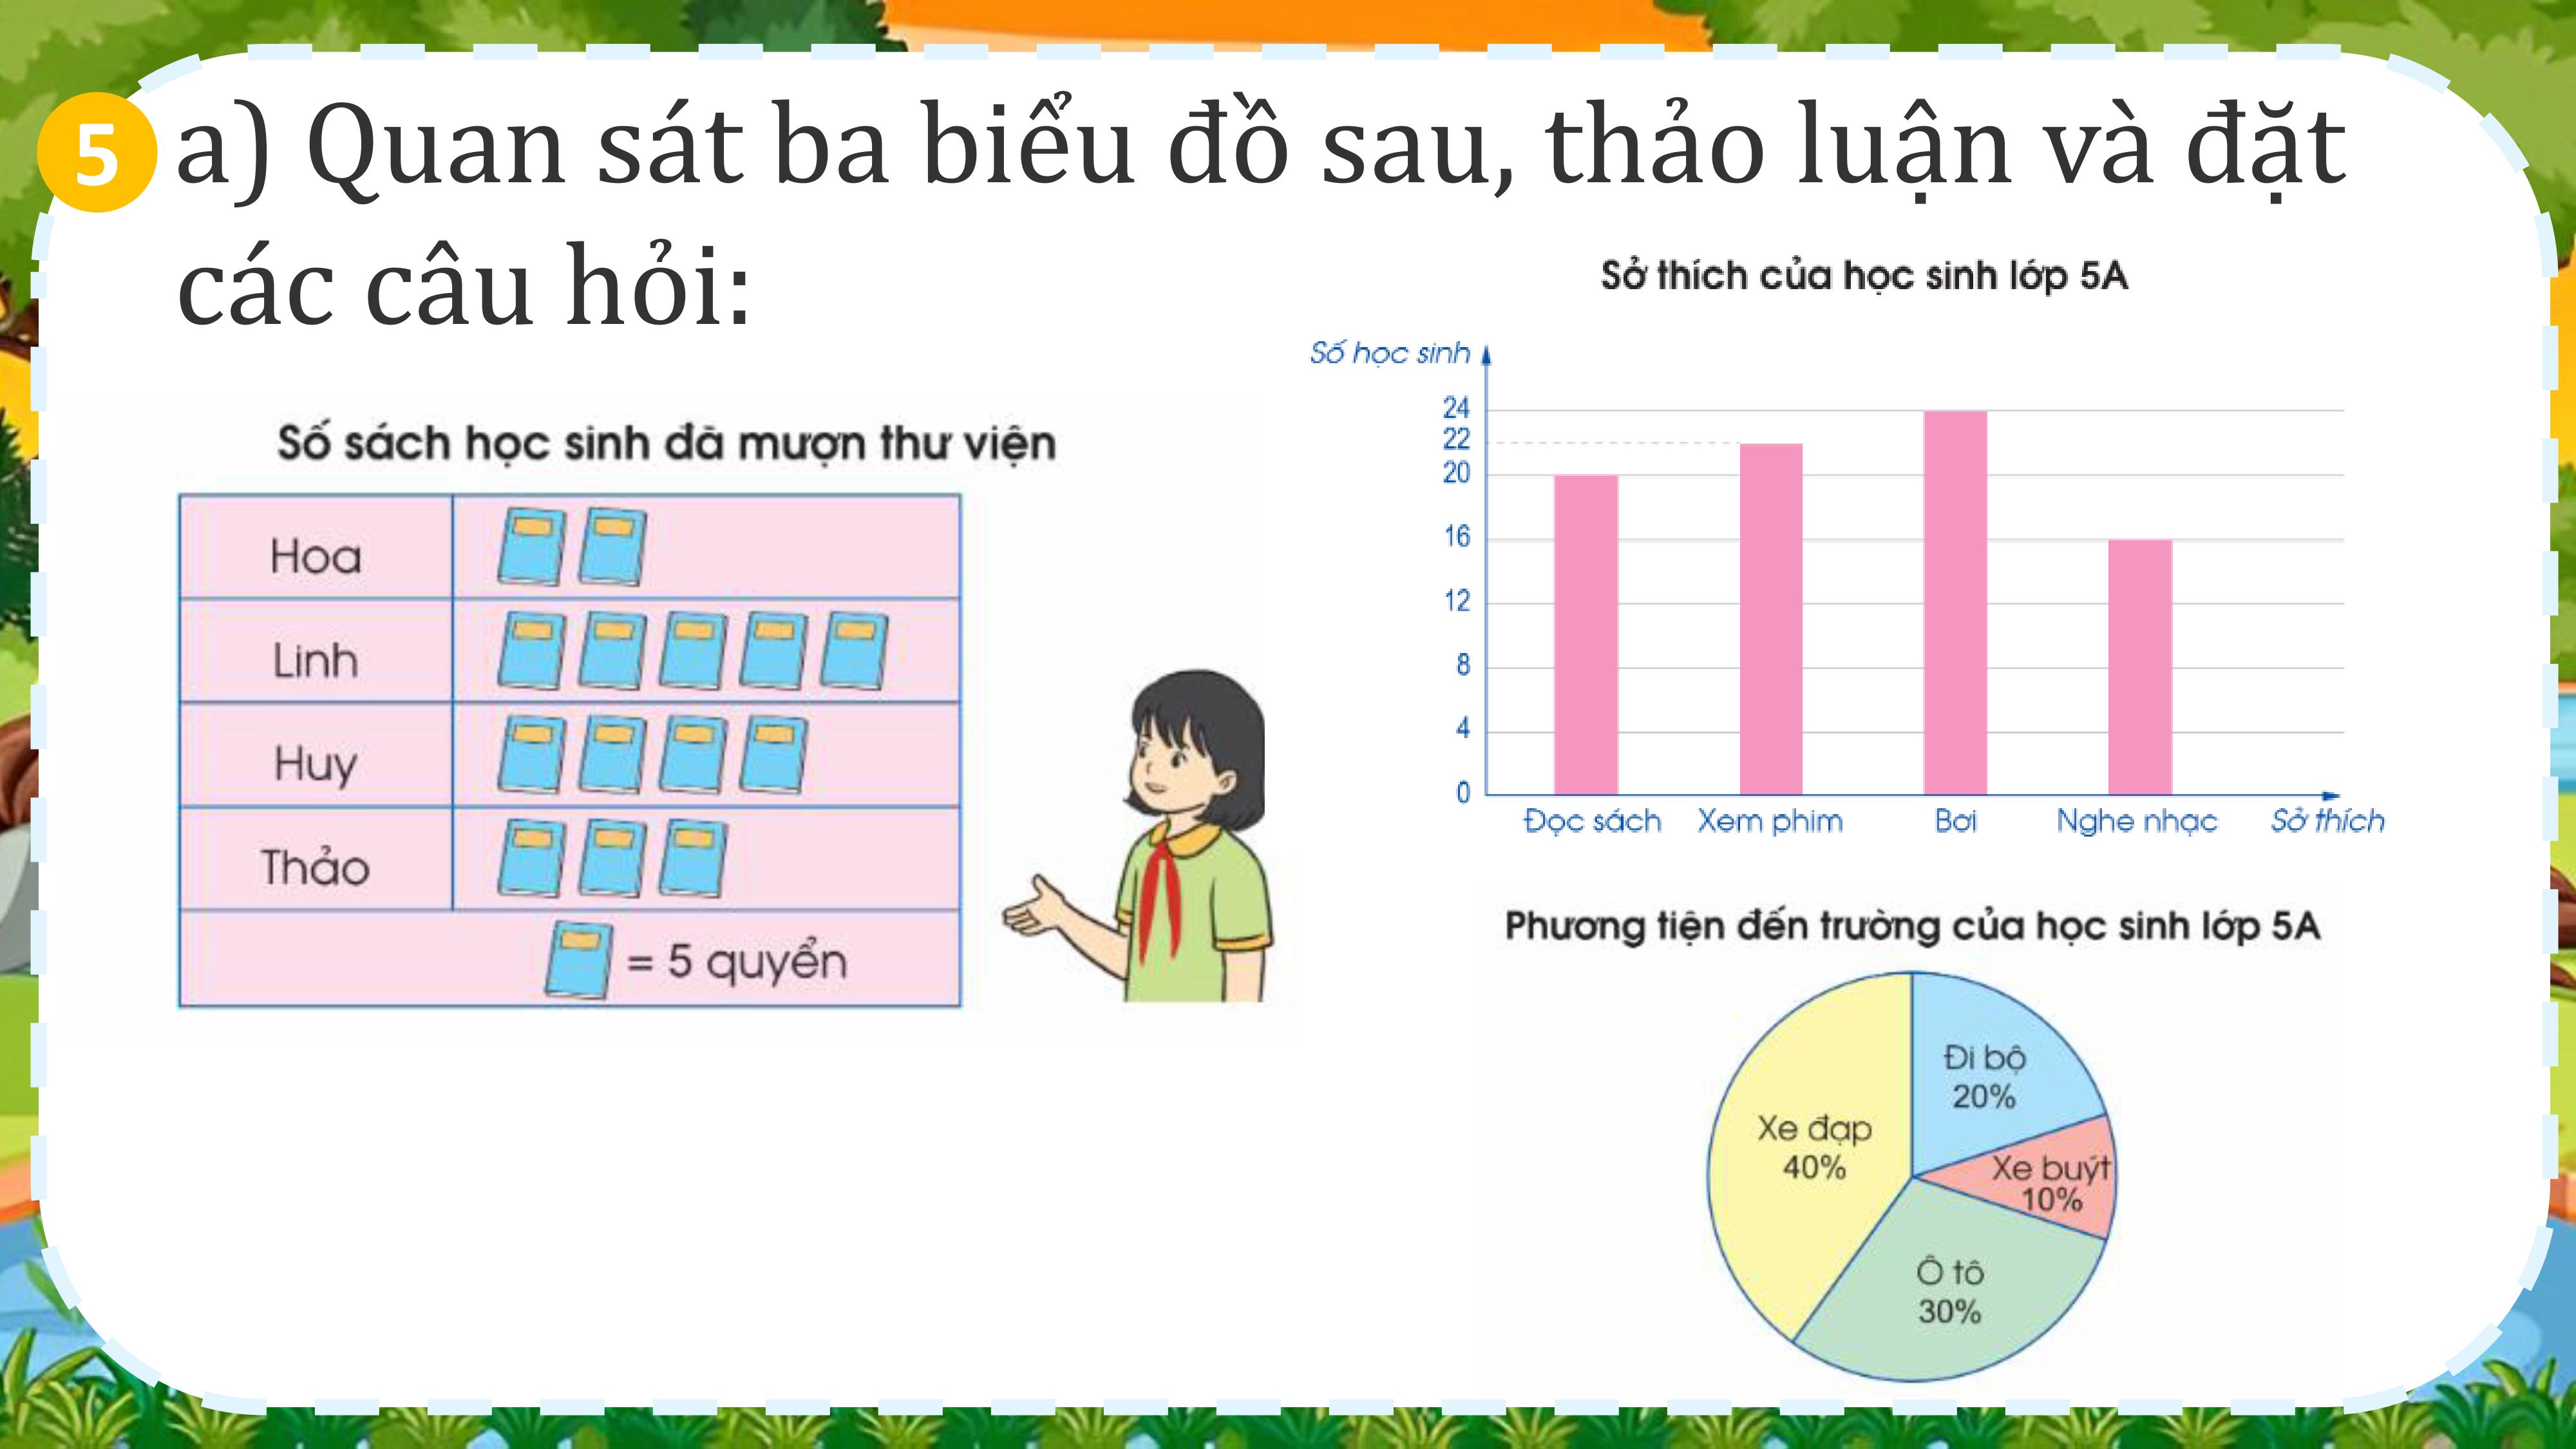 5
a) Quan sát ba biểu đồ sau, thảo luận và đặt
các câu hỏi:
Số sách học sinh đã mượn thư viện
Hoa
Linh
Huy
Thảo
= 5 quyển
Sở thích của học sinh lớp 5A
Số học sinh
24
22
20
16
12
8
4
0
Đọc sách Xem phim Bơi Nghe nhạc Sở thích
Phương tiện đến trường của học sinh lớp 5A
Đi bộ
20%
Xe đạp
40%
Xe buýt
10%
Ô tô
30%